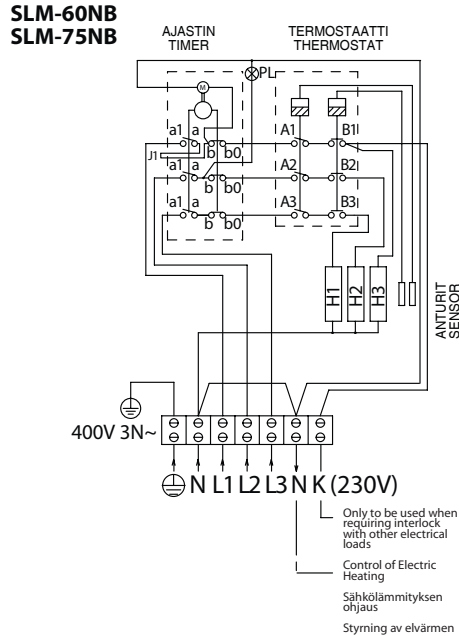 SLM-60NB
SLM-75NB
AJASTIN
TIMER
TERMOSTAATTI
THERMOSTAT
PL
M
a1 a
A1
B1
J1
b b0
a1 a
A2
B2
b b0
a1 a
A3
B3
b b0
H1
H2
H3
ANTURIT
SENSOR
400V 3N~
N L1 L2 L3 N K (230V)
Only to be used when
requiring interlock
with other electrical
loads
Control of Electric
Heating
Sähkölämmityksen
ohjaus
Styrning av elvärmen